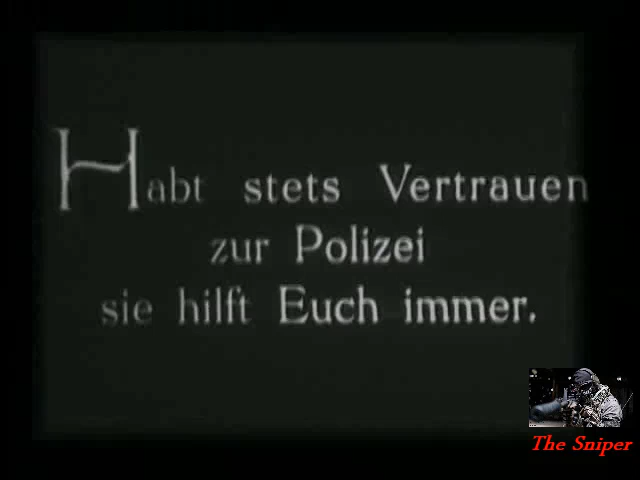 Habt stets Vertrauen
zur Polizei
sie hilft Euch immer.
The Sniper